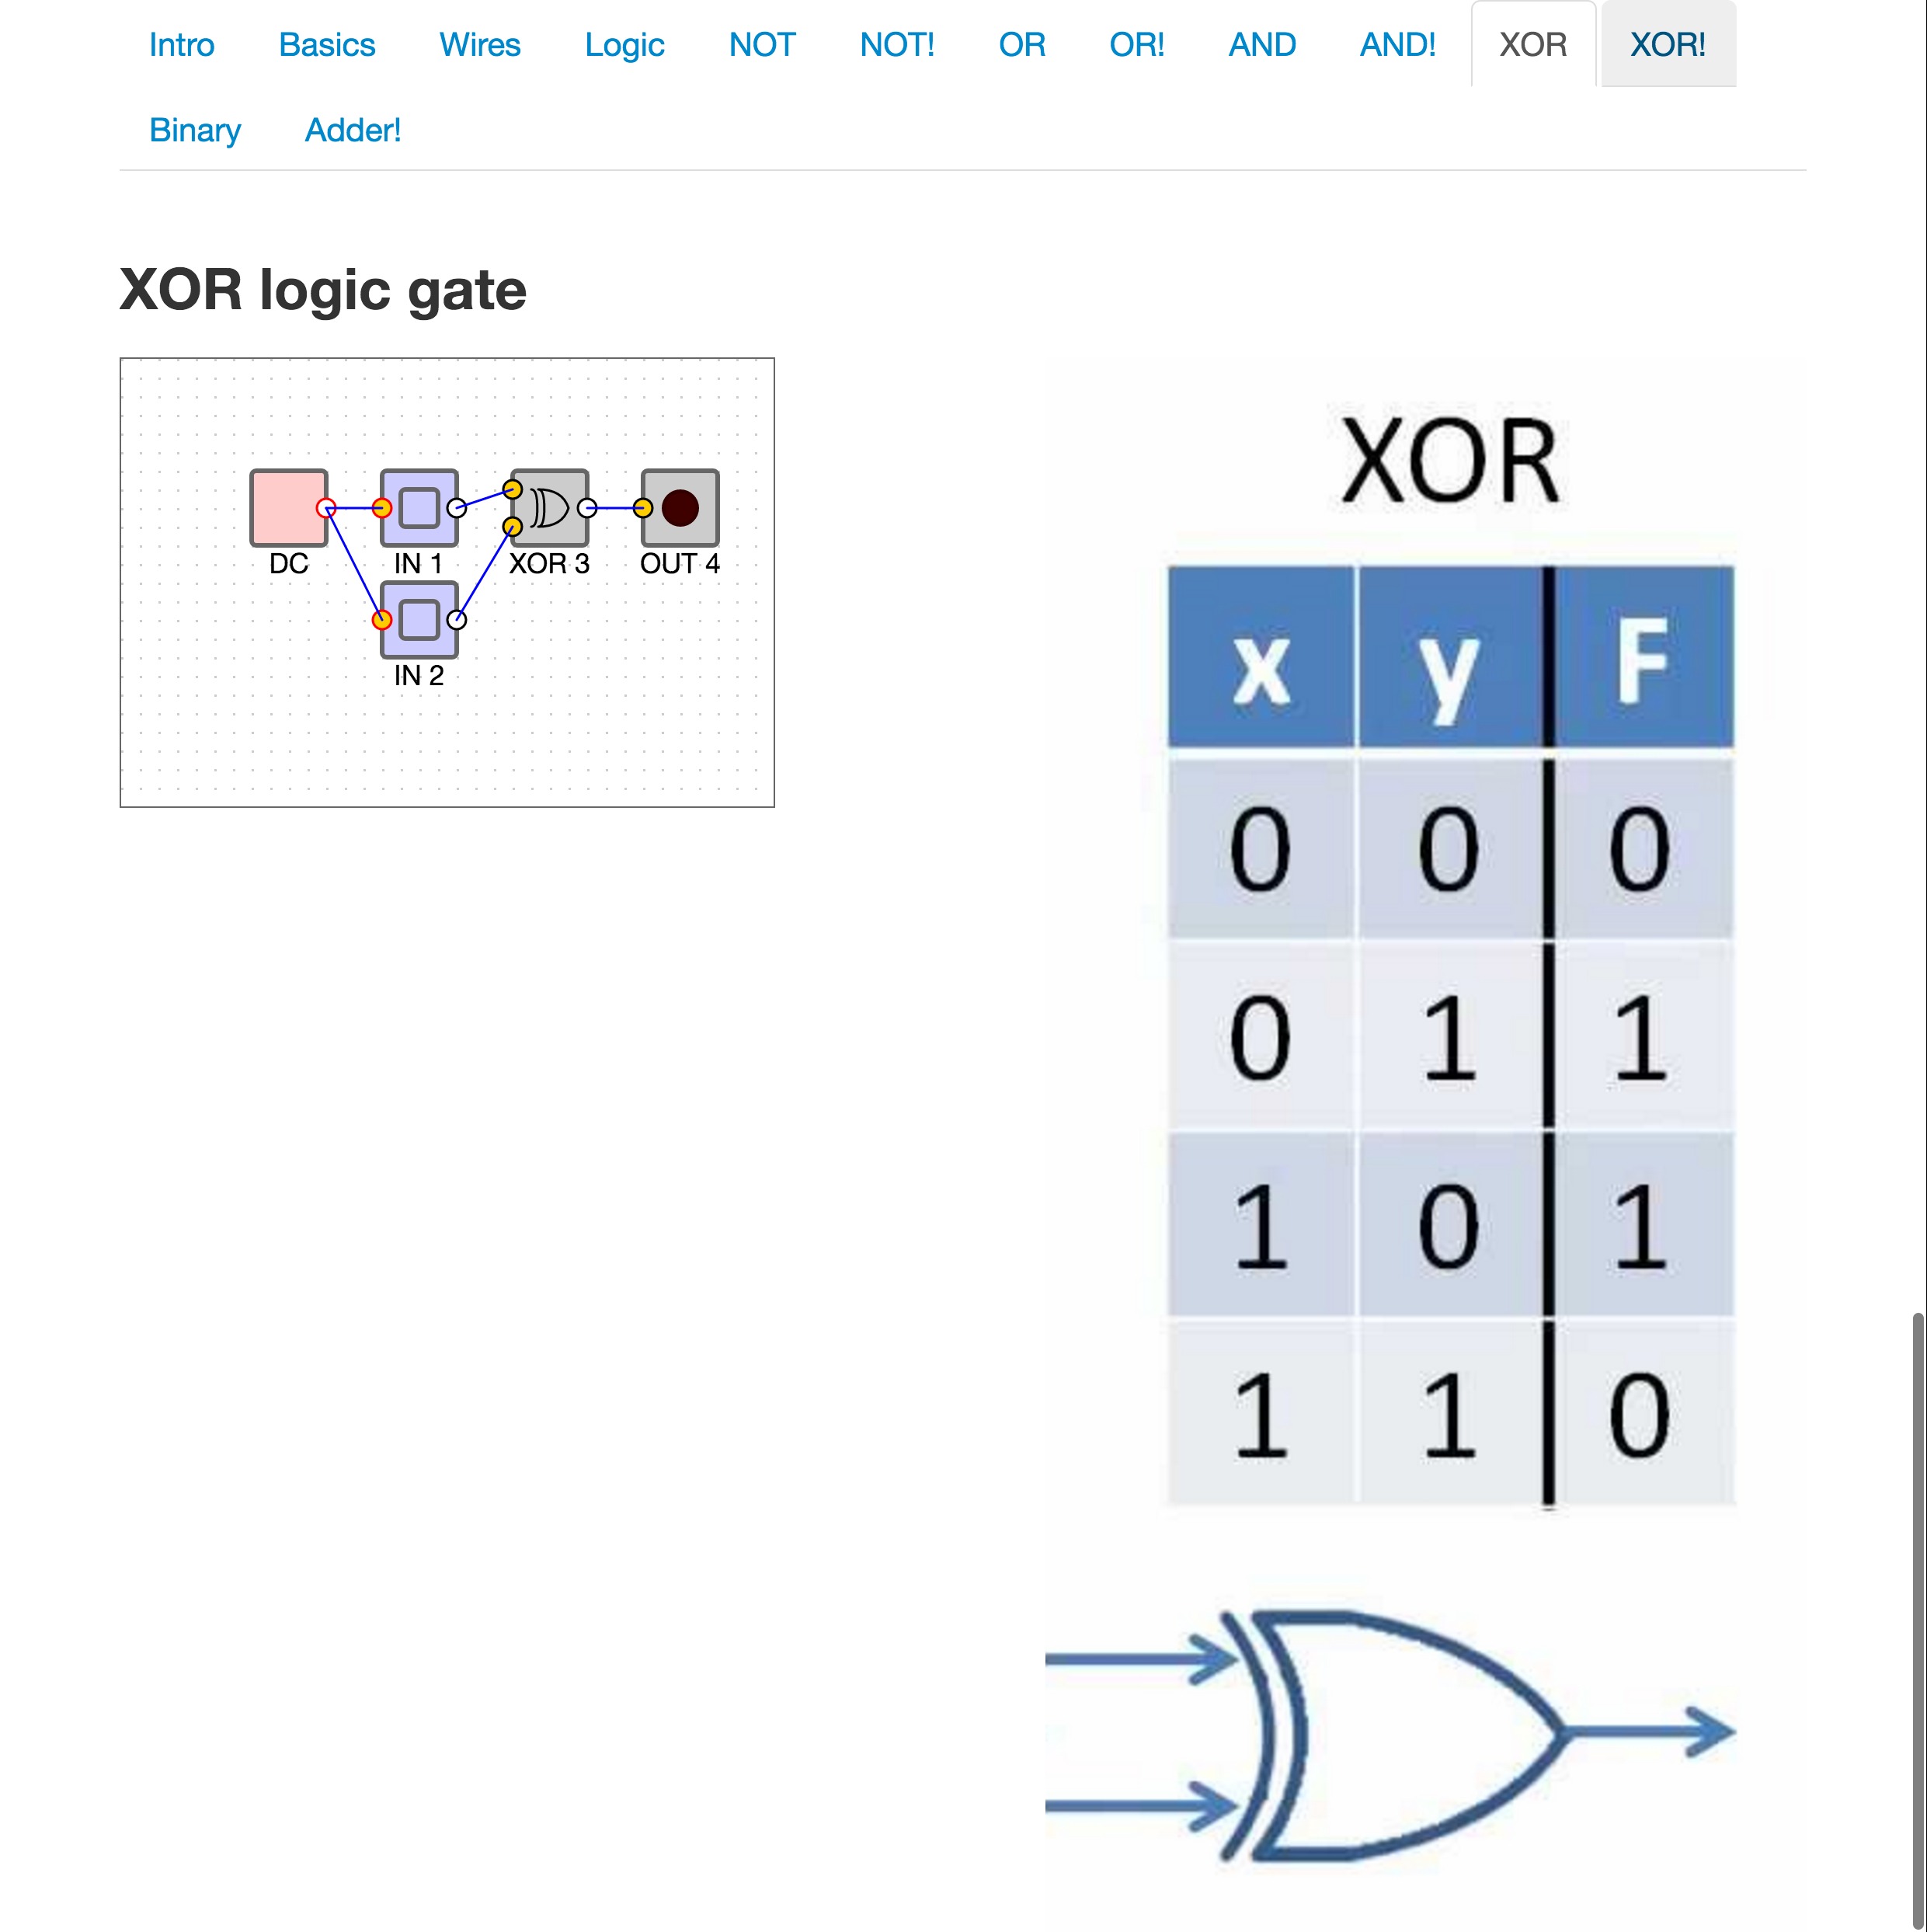 Intro Basics Wires Logic NOT NOT! OR OR! AND AND! XOR XOR!
Binary Adder!
XOR logic gate
DC IN 1 XOR 3 OUT 4
IN 2
XOR
x y F
0 0 0
0 1 1
1 0 1
1 1 0